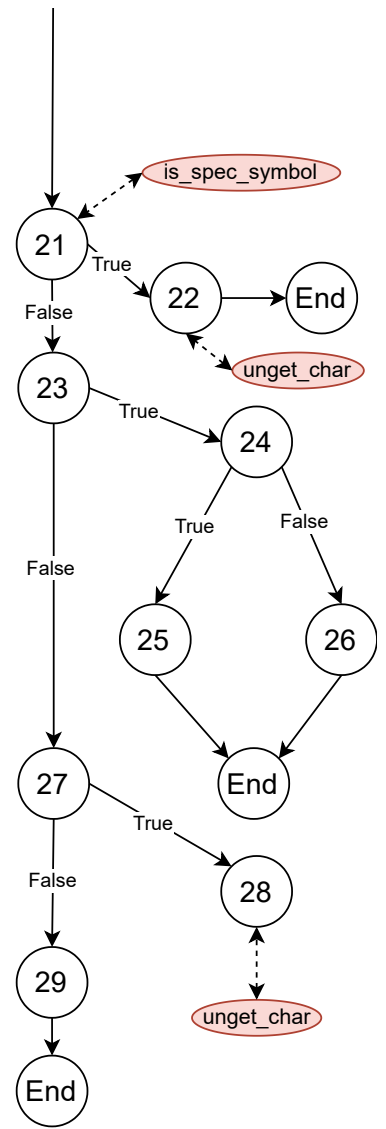 is_spec_symbol
21
True
22
End
False
unget_char
23
True
24
True
False
False
25
26
27
End
True
False
28
29
unget_char
End